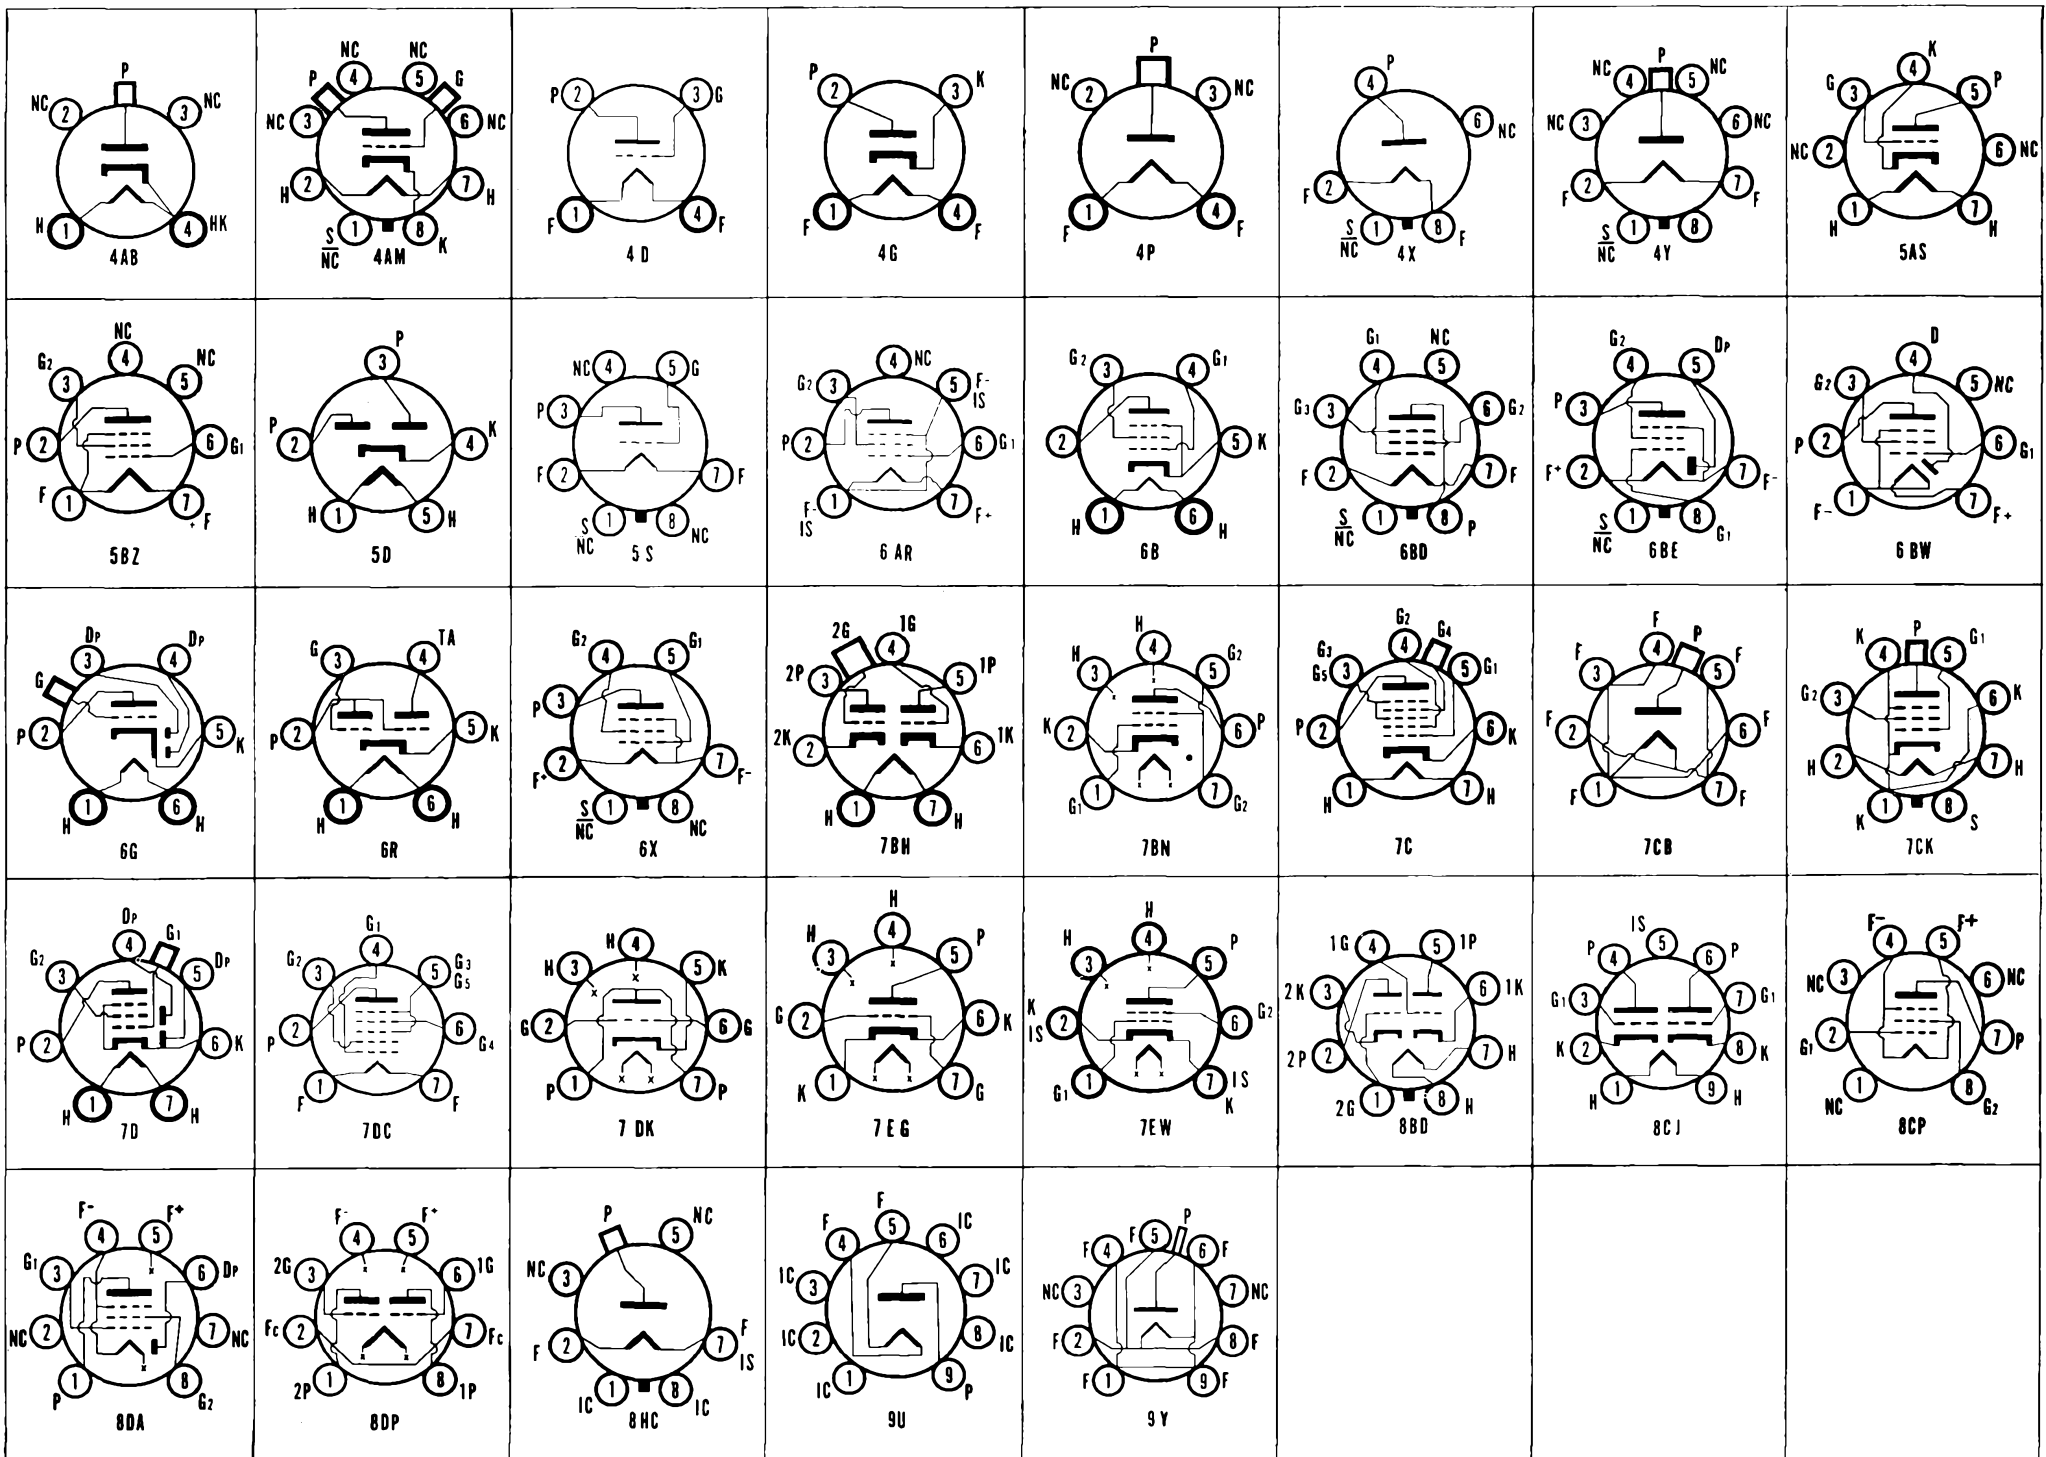 P
NC 2 3 NC
H 1 4 HK
4AB
NC NC
P 4 5 G
NC 3 6 NC
H 2 7 H
S/NC 1 8 K
4AM
P 2 3 G
F 1 4 F
4D
P 2 3 K
F 1 4 F
4G
P
NC 2 3 NC
F 1 4 F
4P
P
4 6 NC
F 2
S/NC 1 8 F
4X
P
NC 4 5 NC
NC 3 6 NC
F 2 7 F
S/NC 1 8
4Y
K
G 3 4 5 P
NC 2 6 NC
H 1 7 H
5AS
NC
G2 3 4 5 NC
P 2 6 G1
F 1 7 + F
5BZ
P
3
P 2 4 K
H 1 5 H
5D
NC 4 5 G
P 3
F 2 7 F
S/NC 1 8 NC
5S
4 NC
G2 3 5 F- IS
P 2 6 G1
F- IS 1 7 F+
6AR
G2 3 4 G1
2 5 K
H 1 6 H
6B
G1 NC
4 5
G3 3 6 G2
F 2 7 F
S/NC 1 8 P
6BD
G2 4 5 DP
P 3
F+ 2 7 F-
S/NC 1 8 G1
6BE
D
G2 3 4 5 NC
P 2 6 G1
F- 1 7 F+
6BW
DP DP
G 3 4
P 2 5 K
H 1 6 H
6G
TA
G 3 4
P 2 5 K
H 1 6 H
6R
G2 4 5 G1
P 3
F+ 2 7 F-
S/NC 1 8 NC
6X
2G 1G
2P 3 4 5 1P
2K 2 6 1K
H 1 7 H
7BH
H
H 3 4 5 G2
K 2 6 P
G1 1 7 G2
7BN
G2 G4
G3 G5 3 4 5 G1
P 2 6 K
H 1 7 H
7C
F P
F 3 4 5 F
F 2 6 F
F 1 7 F
7CB
P
K 4 5 G1
G2 3 6 K
H 2 7 H
K 1 8 S
7CK
DP G1
G2 3 4 5 DP
P 2 6 K
H 1 7 H
7D
G1
G2 3 4 5 G3 G5
P 2 6 G4
F 1 7 F
7DC
H 4
H 3 5 K
G 2 6 G
P 1 7 P
7DK
H
H 3 4 5 P
G 2 6 K
K 1 7 G
7EG
H
H 3 4 5 P
K IS 2 6 G2
G1 1 7 IS K
7EW
1G 4 5 1P
2K 3 6 1K
2P 2 7 H
2G 1 8 H
8BD
IS
P 4 5 6 P
G1 3 7 G1
K 2 8 K
H 1 9 H
8CJ
F- F+
4 5
NC 3 6 NC
G1 2 7 P
NC 1 8 G2
8CP
F- F+
4 5
G1 3 6 DP
NC 2 7 NC
P 1 8 G2
8DA
F- F+
4 5
2G 3 6 1G
FC 2 7 FC
2P 1 8 1P
8DP
P
5 NC
NC 3
F 2 7 F IS
IC 1 8 IC
8HC
F
F 4 5 6 IC
IC 3 7 IC
IC 2 8 IC
IC 1 9 P
9U
P
F 4 F 5 6 F
NC 3 7 NC
F 2 8 F
F 1 9 F
9Y